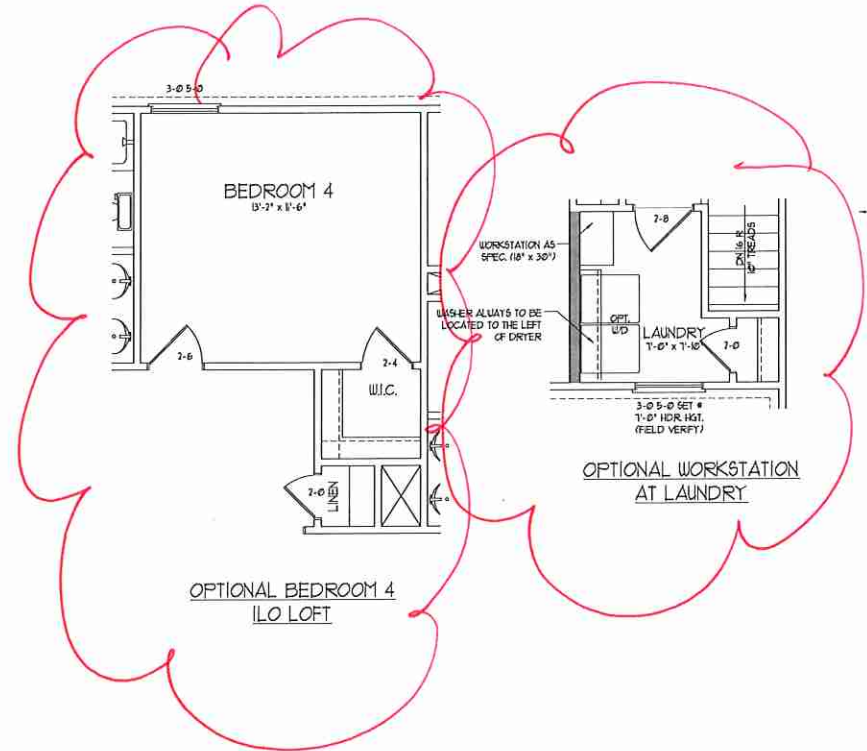 3-0 5-0
BEDROOM 4
13'-2" x 11'-6"
2-6
2-4
W.I.C.
2-0
LINEN
OPTIONAL BEDROOM 4
ILO LOFT
2-8
DN 16 R
10" TREADS
WORKSTATION AS
SPEC. (18" x 30")
WASHER ALWAYS TO BE
LOCATED TO THE LEFT
OF DRYER
OPT.
W/D
LAUNDRY
7'-0" x 7'-10"
2-0
3-0 5-0 SET @
7'-0" HDR. HGT.
(FIELD VERIFY)
OPTIONAL WORKSTATION
AT LAUNDRY